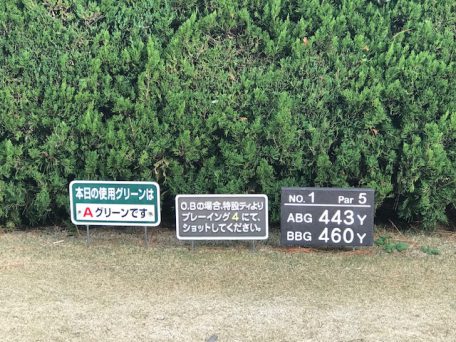 本日の使用グリーンは
Aグリーンです
O.Bの場合、特設ティより
プレーイング4にて、
ショットしてください。
NO.1 Par 5
ABG 443Y
BBG 460Y